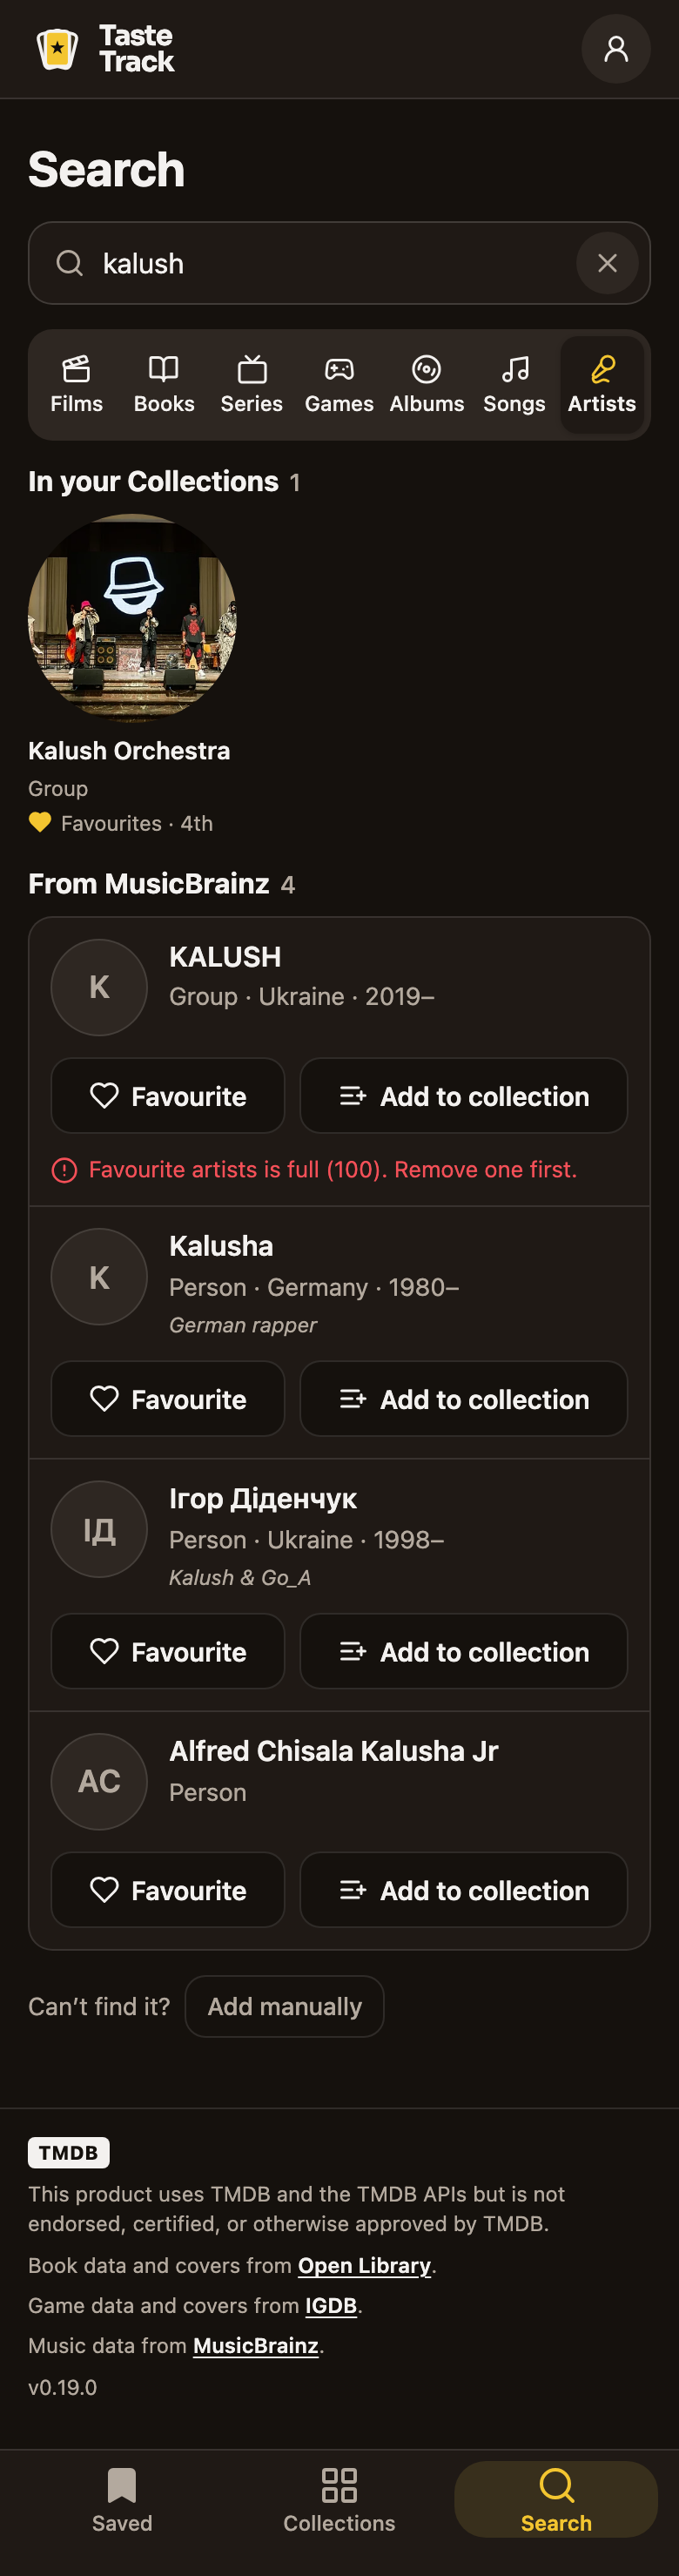 Taste
Track
Search
kalush
Films
Books
Series
Games
Albums
Songs
Artists
In your Collections 1
Kalush Orchestra
Group
Favourites · 4th
From MusicBrainz 4
K
KALUSH
Group · Ukraine · 2019–
Favourite
Add to collection
Favourite artists is full (100). Remove one first.
K
Kalusha
Person · Germany · 1980–
German rapper
Favourite
Add to collection
ІД
Ігор Діденчук
Person · Ukraine · 1998–
Kalush & Go_A
Favourite
Add to collection
AC
Alfred Chisala Kalusha Jr
Person
Favourite
Add to collection
Can’t find it?
Add manually
TMDB
This product uses TMDB and the TMDB APIs but is not
endorsed, certified, or otherwise approved by TMDB.
Book data and covers from Open Library.
Game data and covers from IGDB.
Music data from MusicBrainz.
v0.19.0
Saved
Collections
Search